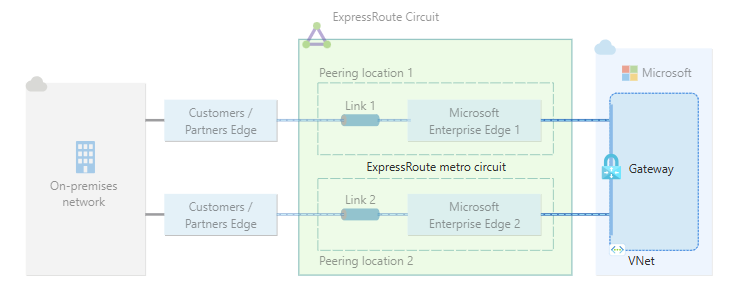 ExpressRoute Circuit
Peering location 1
Microsoft
Customers /
Partners Edge
Link 1
Microsoft
Enterprise Edge 1
ExpressRoute metro circuit
Gateway
On-premises
network
Customers /
Partners Edge
Link 2
Microsoft
Enterprise Edge 2
Peering location 2
VNet